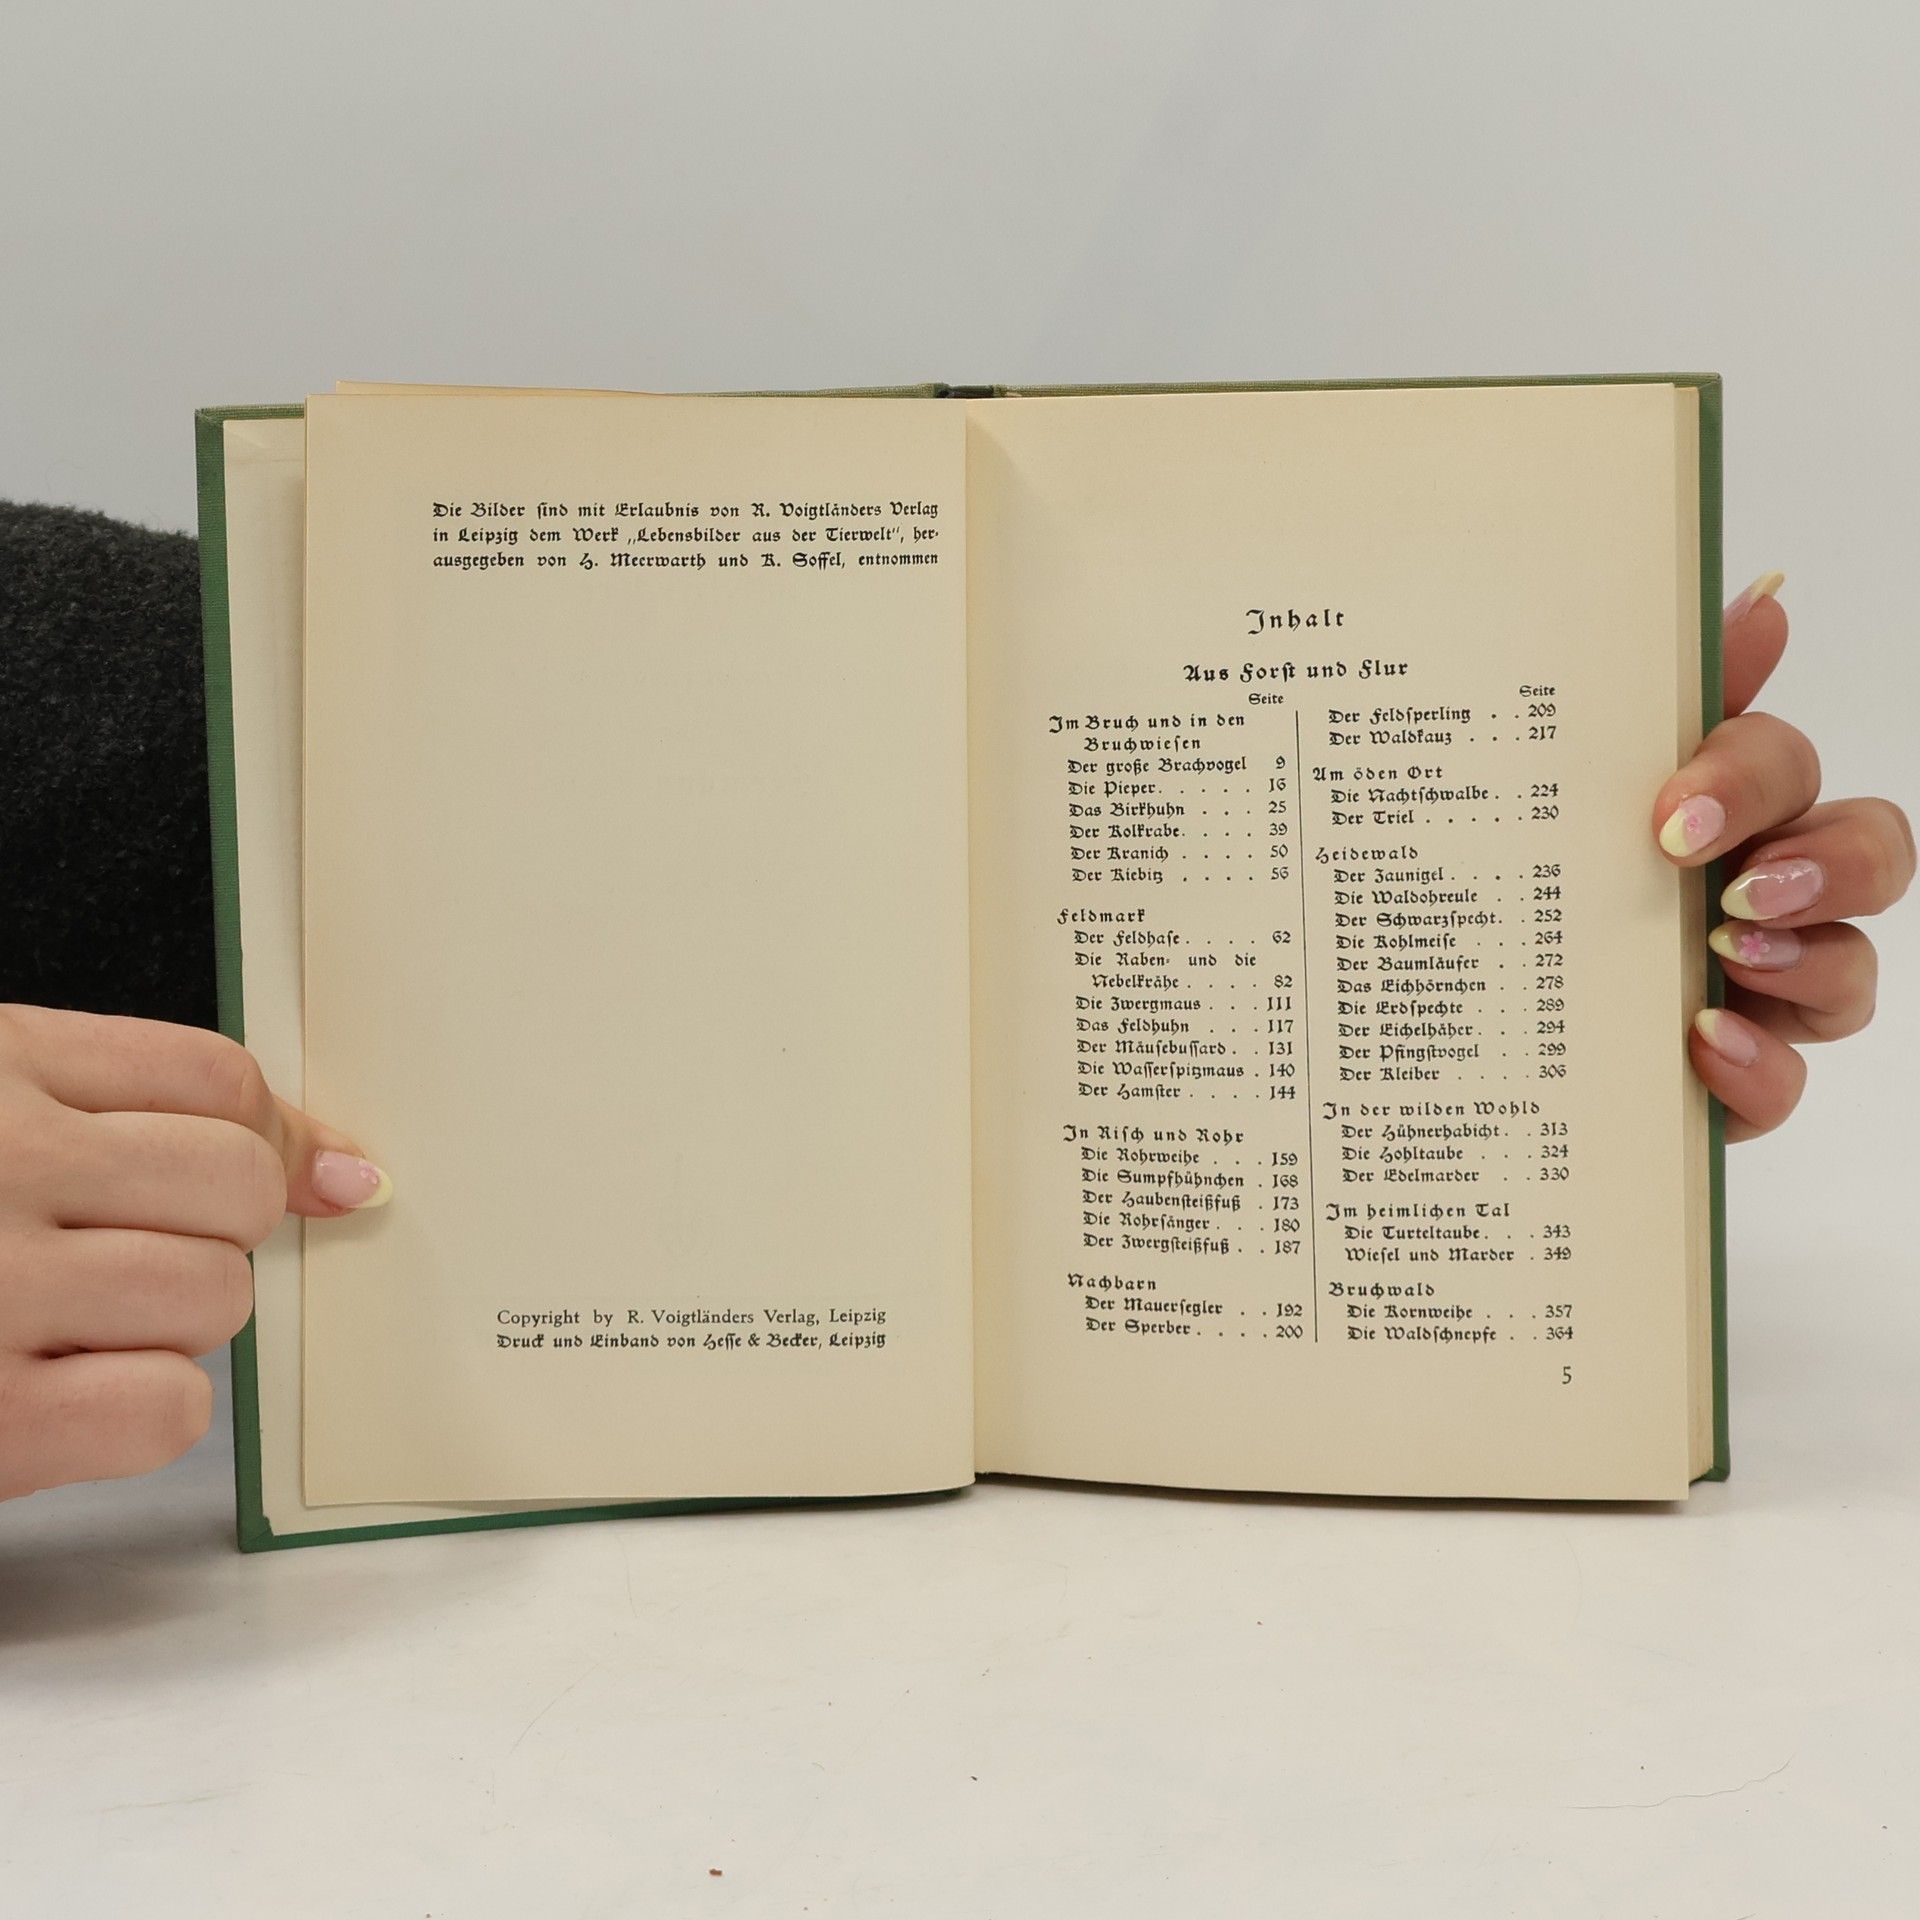 Die Bilder sind mit Erlaubnis von R. Voigtländers Verlag
in Leipzig dem Werk „Lebensbilder aus der Tierwelt“, her-
ausgegeben von H. Meerwarth und K. Soffel, entnommen
Copyright by R. Voigtländers Verlag, Leipzig
Druck und Einband von Hesse & Becker, Leipzig
Inhalt
Aus Forst und Flur
Seite
Im Bruch und in den
Bruchwiesen
Der große Brachvogel 9
Die Pieper. . . . . 16
Das Birkhuhn . . . 25
Der Kolkrabe. . . . 39
Der Kranich . . . . 50
Der Kiebitz . . . . 56
Feldmark
Der Feldhase. . . . 62
Die Raben- und die
Nebelkrähe . . . . 82
Die Zwergmaus . . . 111
Das Feldhuhn . . . 117
Der Mäusebussard . . 131
Die Wasserspitzmaus . 140
Der Hamster . . . . 144
In Risch und Rohr
Die Rohrweihe . . . 159
Die Sumpfhühnchen . 168
Der Haubensteißfuß . 173
Die Rohrsänger . . . 180
Der Zwergsteißfuß . . 187
Nachbarn
Der Mauersegler . . 192
Der Sperber. . . . 200
Seite
Der Feldsperling . . 209
Der Waldkauz . . . 217
Am öden Ort
Die Nachtschwalbe . . 224
Der Triel . . . . . 230
Heidewald
Der Zaunigel . . . . 236
Die Waldohreule . . 244
Der Schwarzspecht. . 252
Die Kohlmeise . . . 264
Der Baumläufer . . 272
Das Eichhörnchen . . 278
Die Erdspechte . . . 289
Der Eichelhäher. . . 294
Der Pfingstvogel . . 299
Der Kleiber . . . . 306
In der wilden Wohld
Der Hühnerhabicht. . 313
Die Hohltaube . . . 324
Der Edelmarder . . 330
Im heimlichen Tal
Die Turteltaube. . . 343
Wiesel und Marder . 349
Bruchwald
Die Kornweihe . . . 357
Die Waldschnepfe . . 364
5